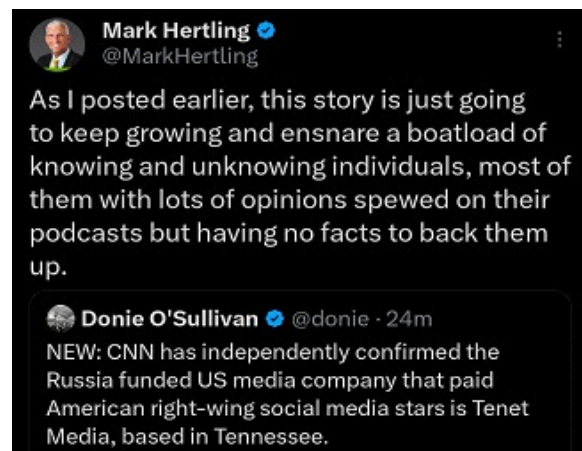 Mark Hertling
@MarkHertling
As I posted earlier, this story is just going
to keep growing and ensnare a boatload of
knowing and unknowing individuals, most of
them with lots of opinions spewed on their
podcasts but having no facts to back them
up.
Donie O'Sullivan @donie · 24m
NEW: CNN has independently confirmed the
Russia funded US media company that paid
American right-wing social media stars is Tenet
Media, based in Tennessee.